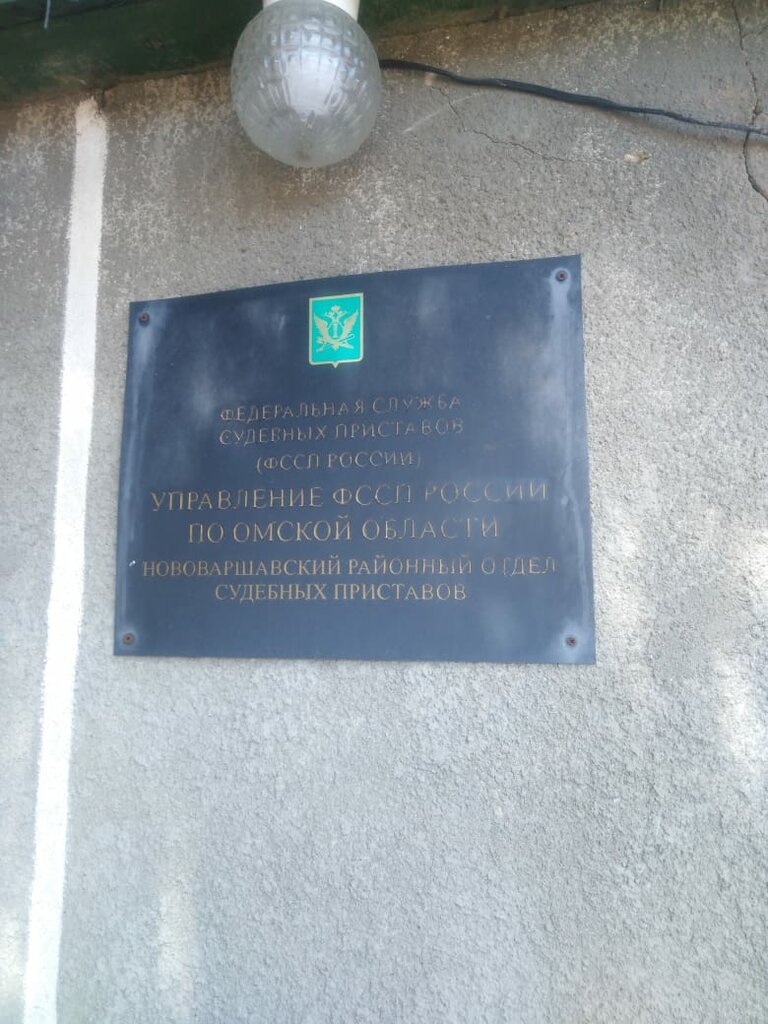 ФЕДЕРАЛЬНАЯ СЛУЖБА
СУДЕБНЫХ ПРИСТАВОВ
(ФССП РОССИИ)
УПРАВЛЕНИЕ ФССП РОССИИ
ПО ОМСКОЙ ОБЛАСТИ
НОВОВАРШАВСКИЙ РАЙОННЫЙ ОТДЕЛ
СУДЕБНЫХ ПРИСТАВОВ